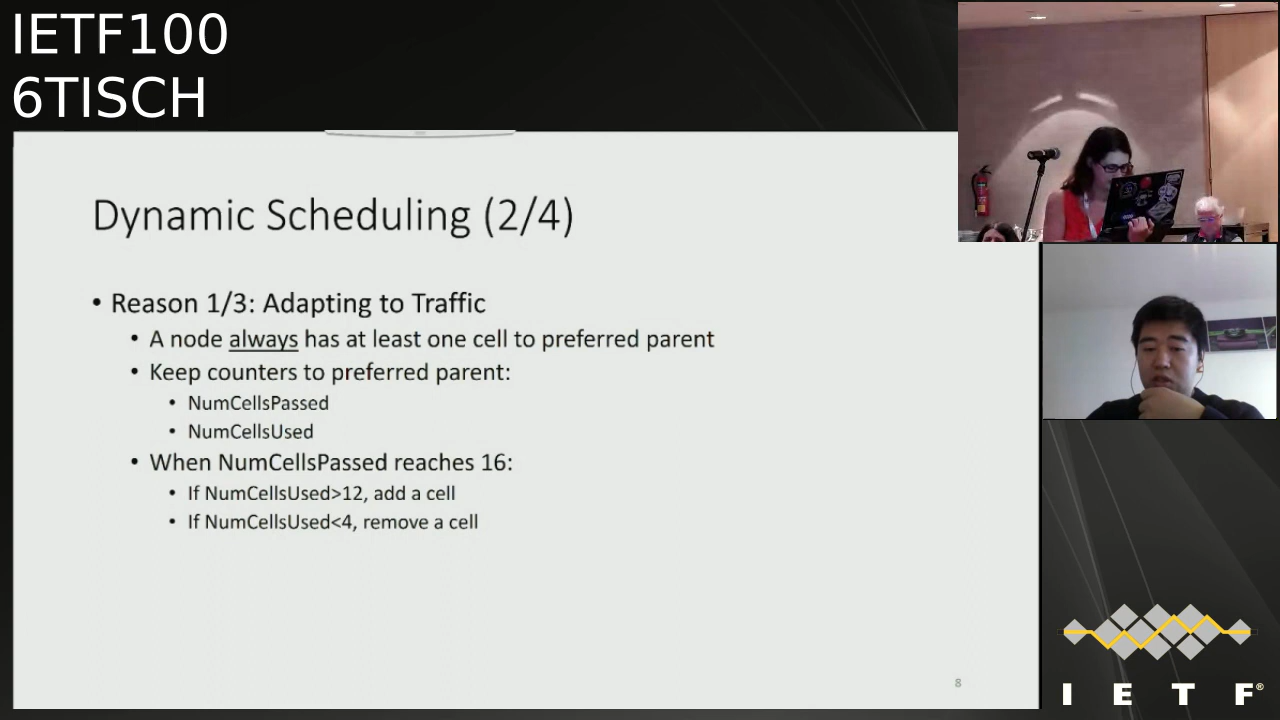 IETF100
6TISCH
Dynamic Scheduling (2/4)
• Reason 1/3: Adapting to Traffic
• A node always has at least one cell to preferred parent
• Keep counters to preferred parent:
• NumCellsPassed
• NumCellsUsed
• When NumCellsPassed reaches 16:
• If NumCellsUsed>12, add a cell
• If NumCellsUsed<4, remove a cell
8
I E T F®